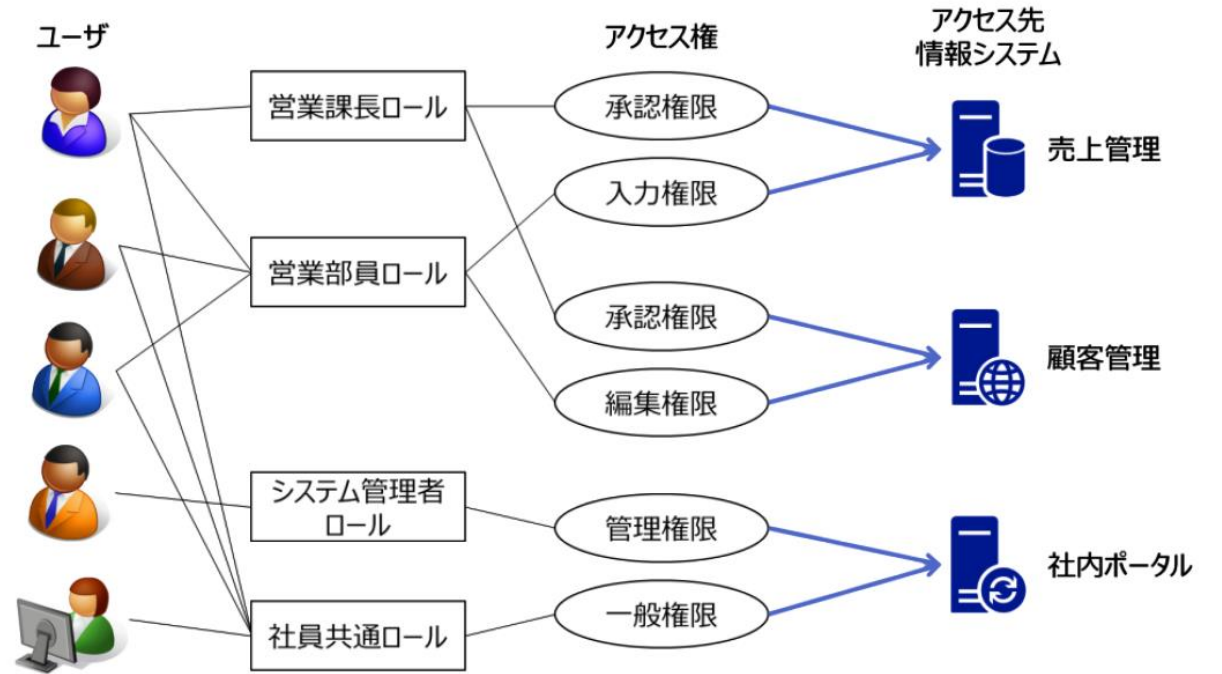 ユーザ
アクセス権
アクセス先
情報システム
営業課長ロール
承認権限
売上管理
入力権限
営業部員ロール
承認権限
顧客管理
編集権限
システム管理者
ロール
管理権限
社内ポータル
社員共通ロール
一般権限